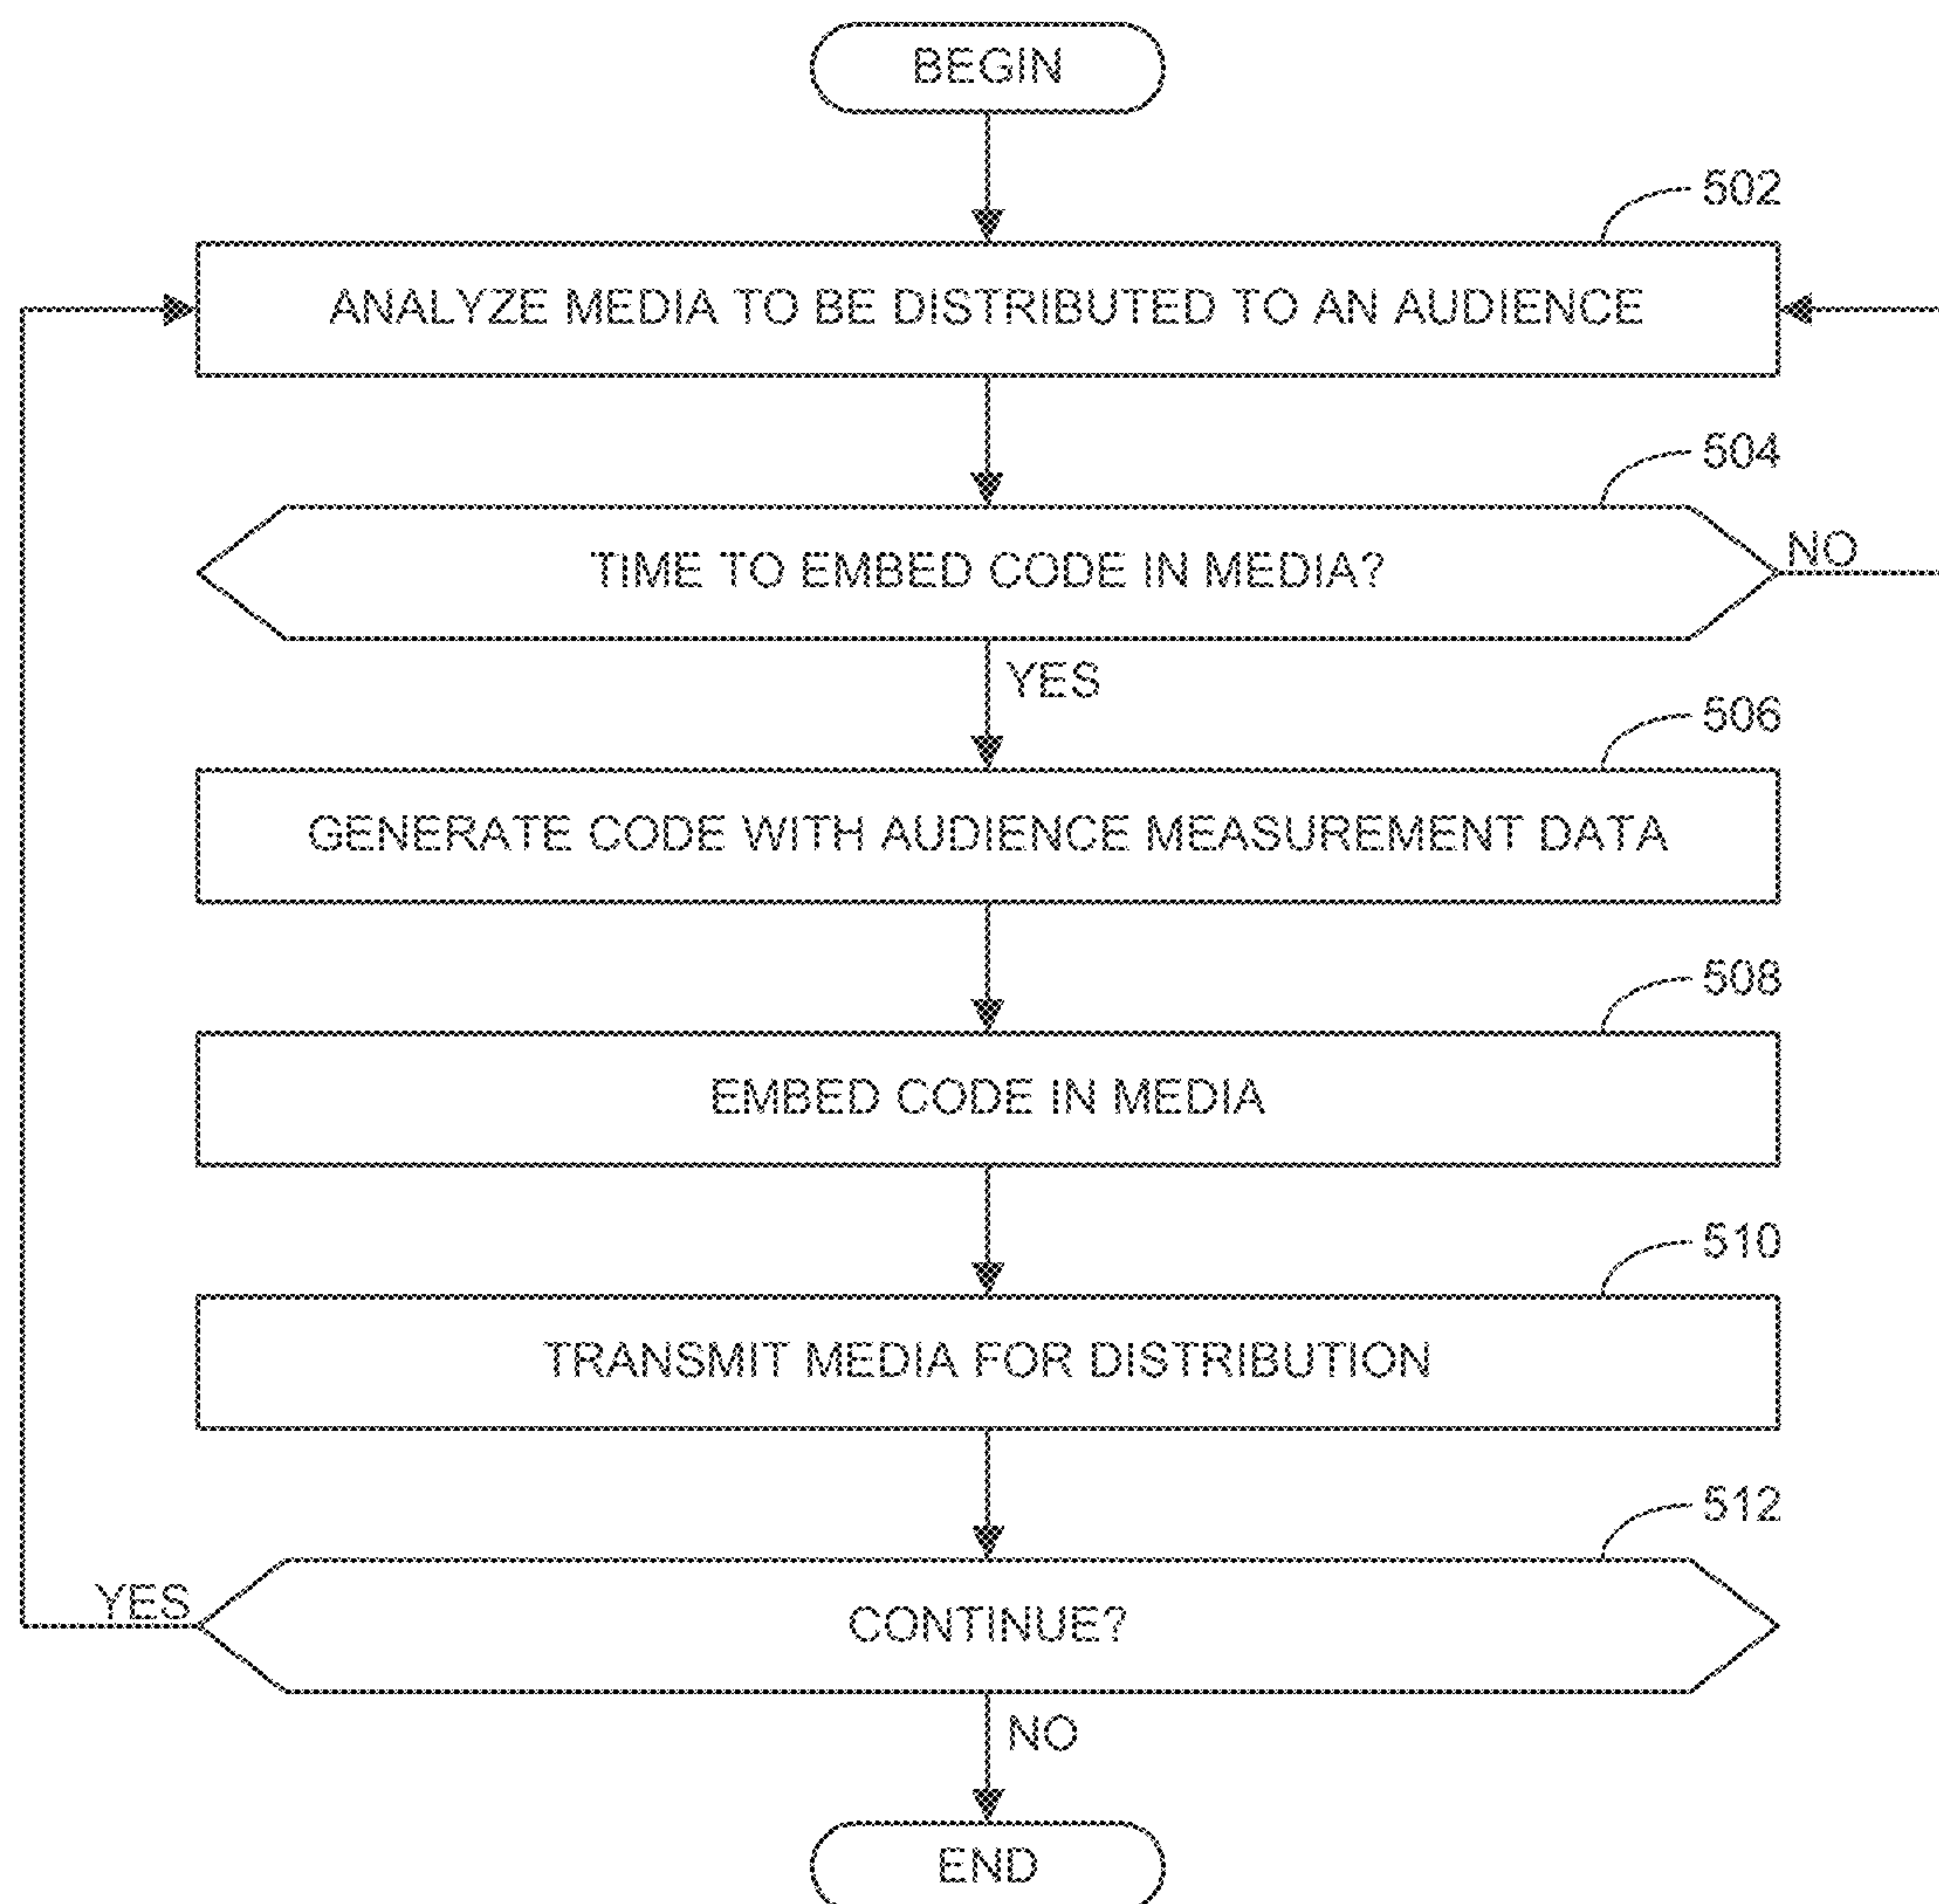 BEGIN
502
ANALYZE MEDIA TO BE DISTRIBUTED TO AN AUDIENCE
504
TIME TO EMBED CODE IN MEDIA?
NO
YES
506
GENERATE CODE WITH AUDIENCE MEASUREMENT DATA
508
EMBED CODE IN MEDIA
510
TRANSMIT MEDIA FOR DISTRIBUTION
512
YES
CONTINUE?
NO
END